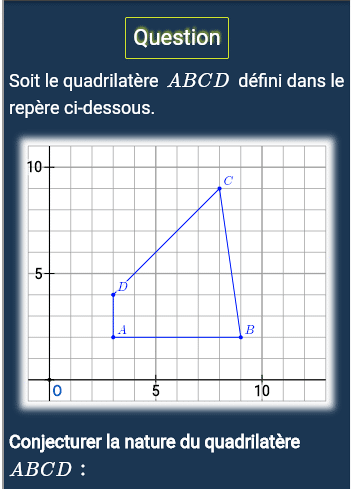 Question
Soit le quadrilatère ABCD défini dans le
repère ci-dessous.
10
C
5
D
A
B
O
5
10
Conjecturer la nature du quadrilatère
ABCD :